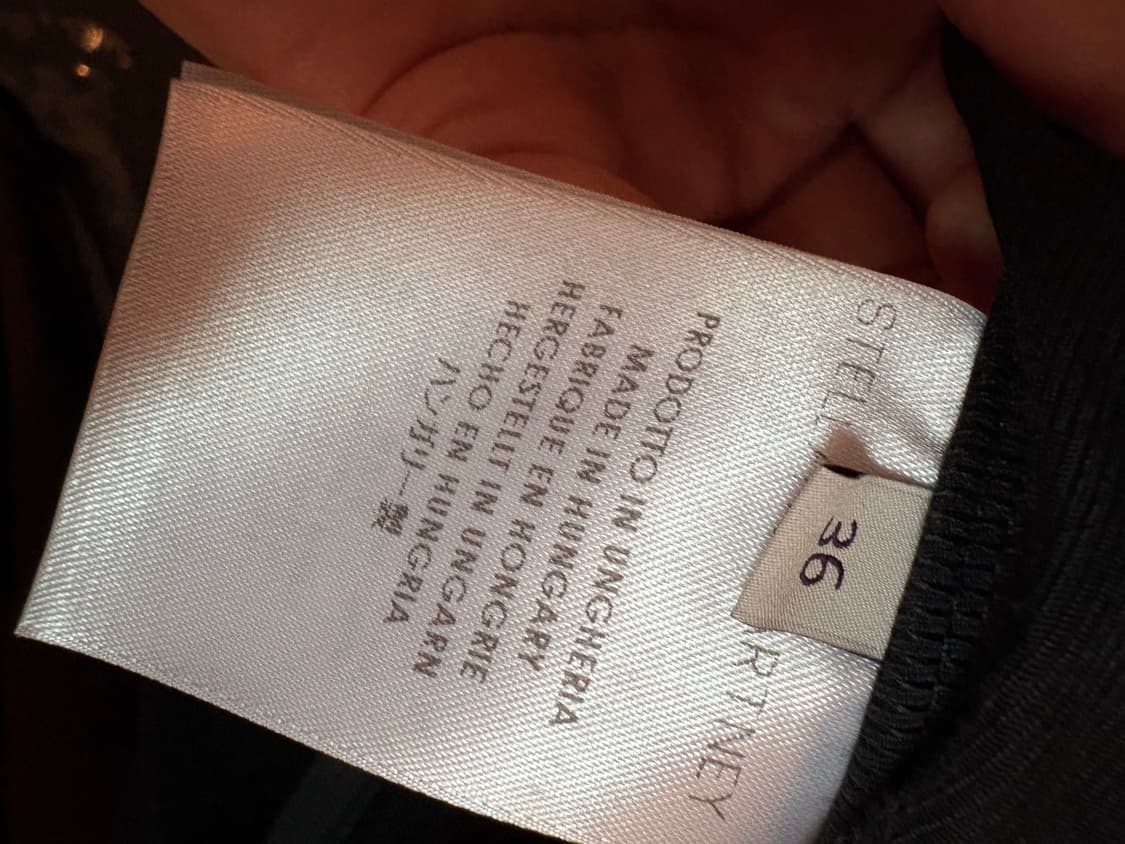 STELL RTNEY
36
PRODOTTO IN UNGHERIA
MADE IN HUNGARY
FABRIQUE EN HONGRIE
HERGESTELLT IN UNGARN
HECHO EN HUNGRIA
ハンガリー製